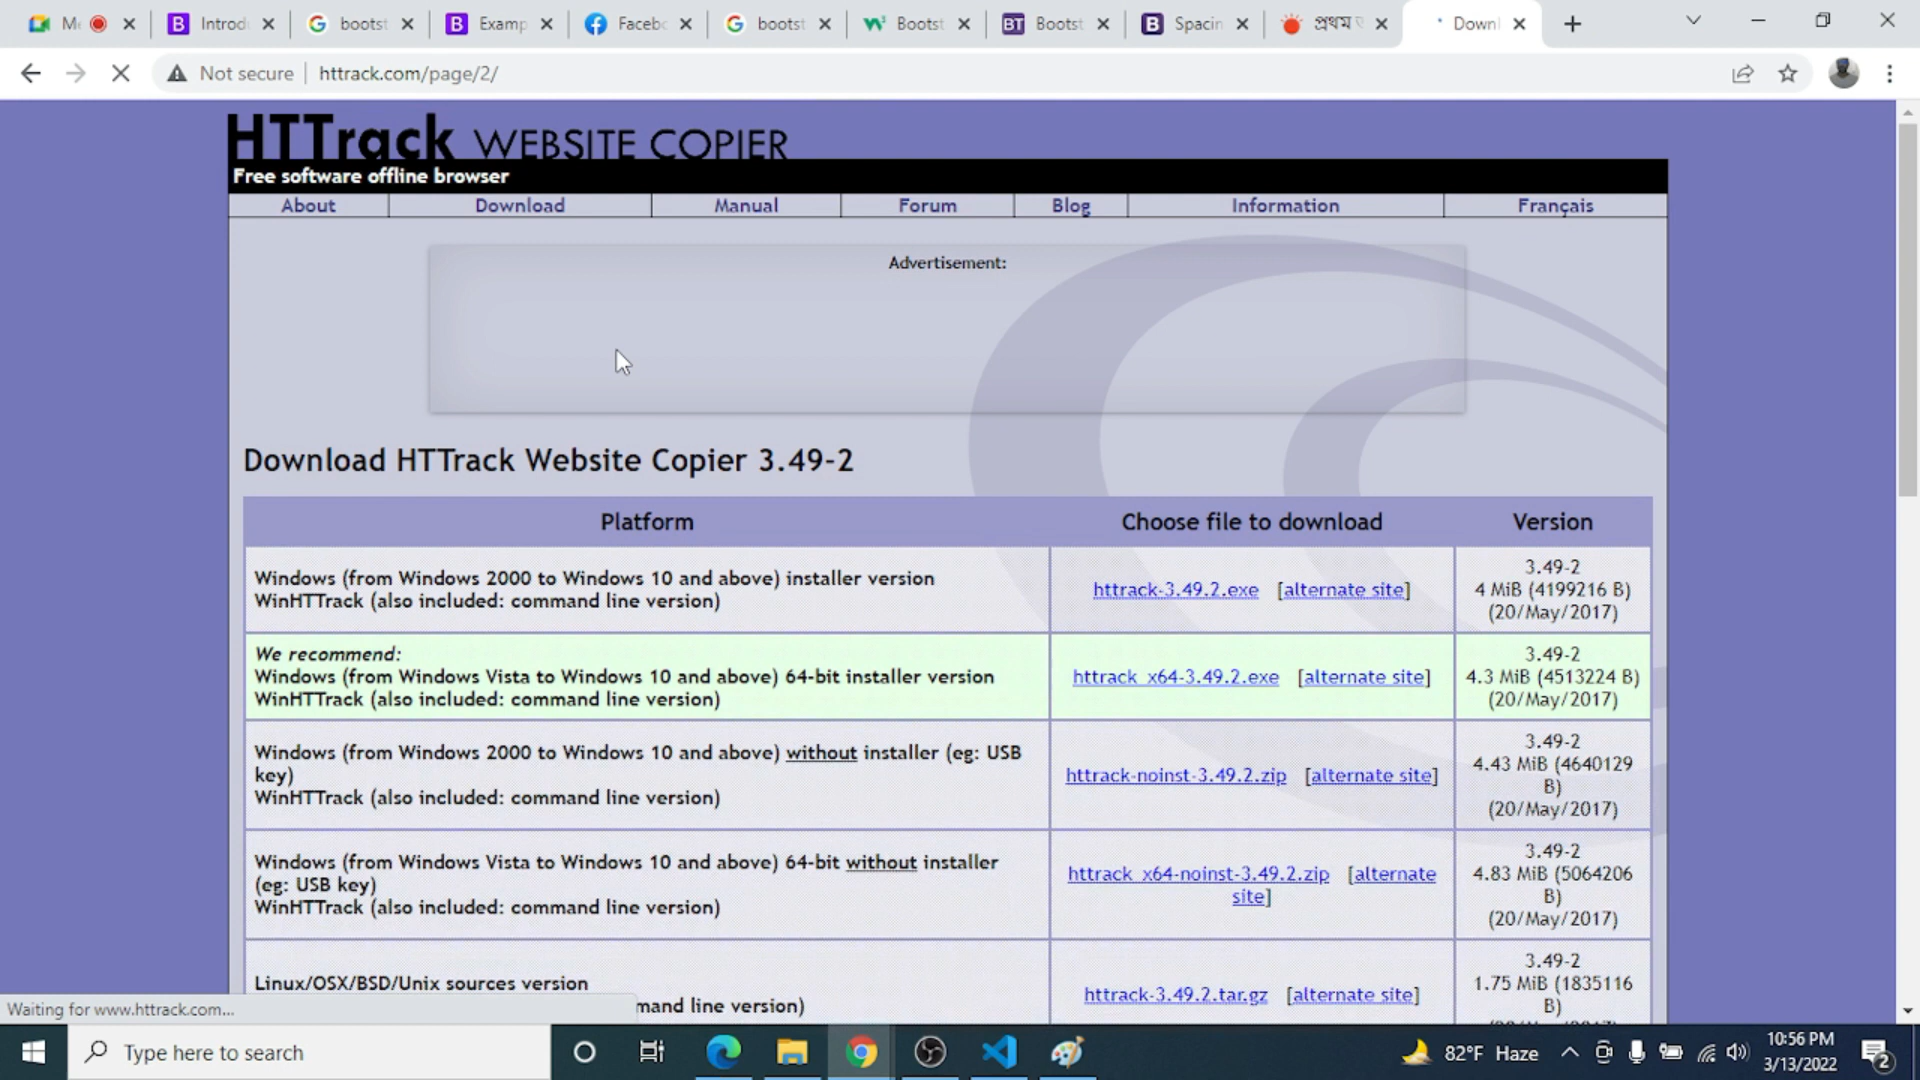 Introd
bootst
Examp
Facebo
bootst
Bootst
BT
Bootst
Spacin
প্রথম
Downl
Not secure
httrack.com/page/2/
HTTrack WEBSITE COPIER
Free software offline browser
About
Download
Manual
Forum
Blog
Information
Français
Advertisement:
Download HTTrack Website Copier 3.49-2
Platform
Choose file to download
Version
Windows (from Windows 2000 to Windows 10 and above) installer version
WinHTTrack (also included: command line version)
httrack-3.49.2.exe [alternate site]
3.49-2
4 MiB (4199216 B)
(20/May/2017)
We recommend:
Windows (from Windows Vista to Windows 10 and above) 64-bit installer version
WinHTTrack (also included: command line version)
httrack_x64-3.49.2.exe [alternate site]
3.49-2
4.3 MiB (4513224 B)
(20/May/2017)
Windows (from Windows 2000 to Windows 10 and above) without installer (eg: USB
key)
WinHTTrack (also included: command line version)
httrack-noinst-3.49.2.zip [alternate site]
3.49-2
4.43 MiB (4640129
B)
(20/May/2017)
Windows (from Windows Vista to Windows 10 and above) 64-bit without installer
(eg: USB key)
WinHTTrack (also included: command line version)
httrack_x64-noinst-3.49.2.zip [alternate
site]
3.49-2
4.83 MiB (5064206
B)
(20/May/2017)
Linux/OSX/BSD/Unix sources version
mand line version)
httrack-3.49.2.tar.gz [alternate site]
3.49-2
1.75 MiB (1835116
B)
Waiting for www.httrack.com...
Type here to search
82°F Haze
10:56 PM
3/13/2022
2